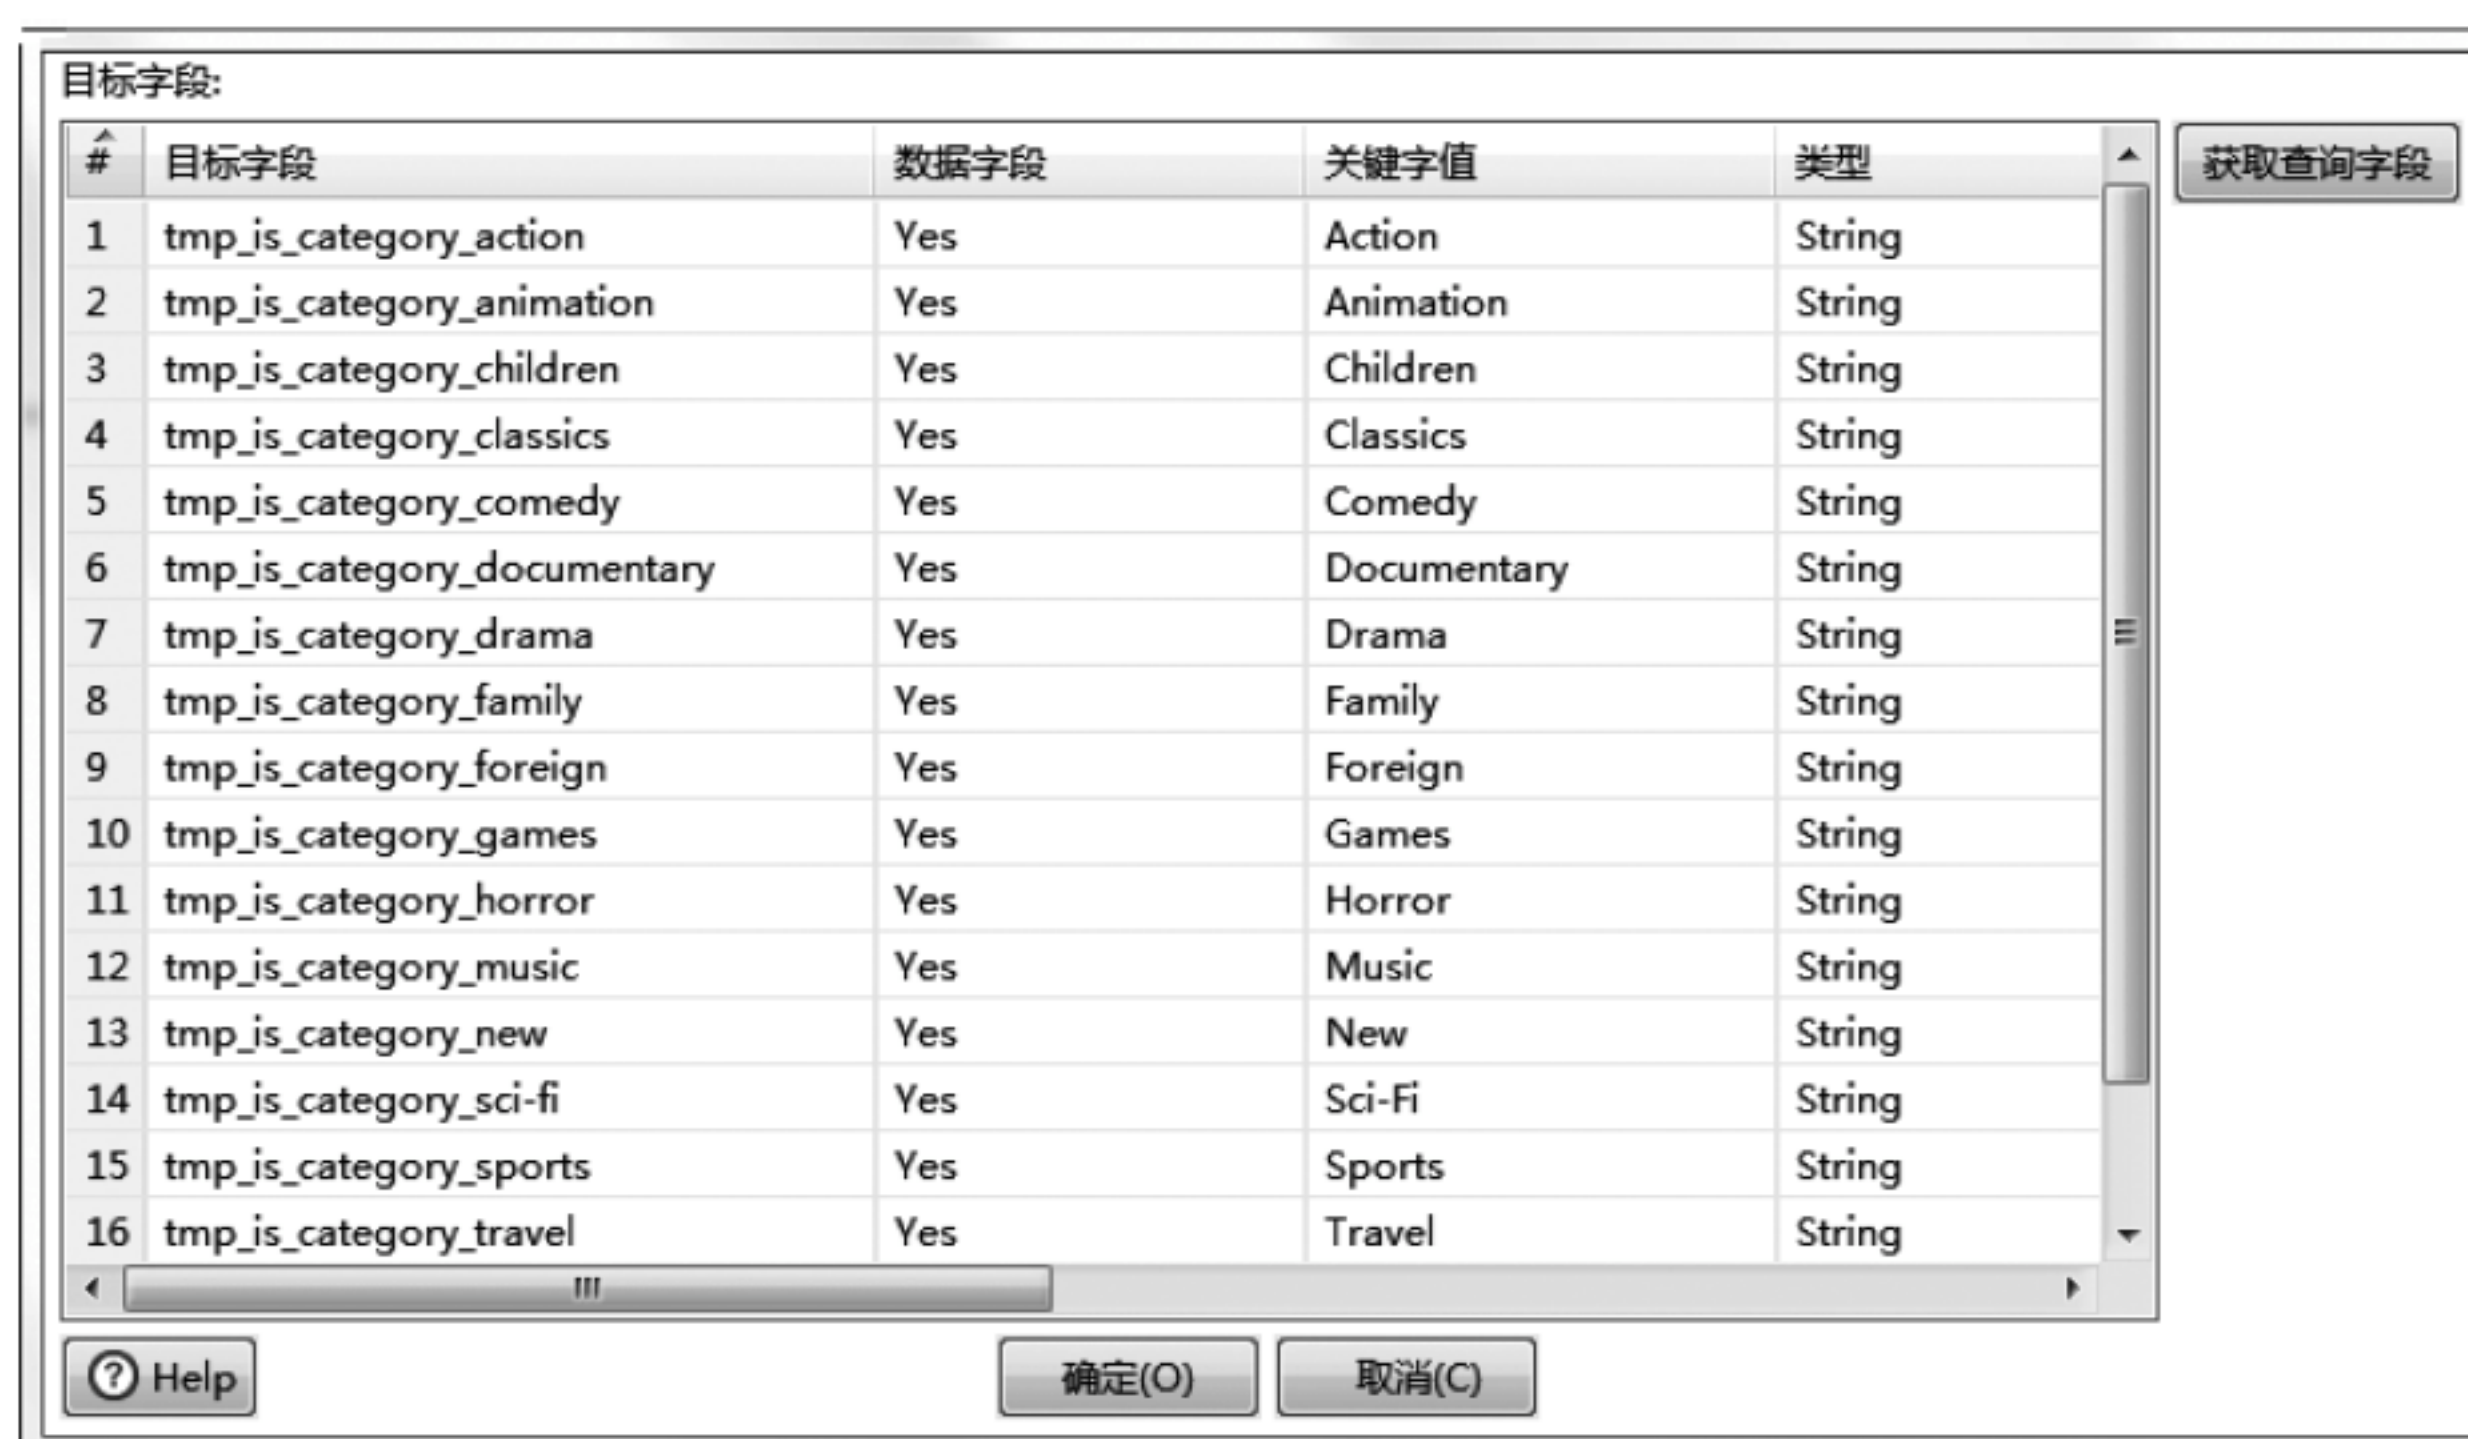 目标字段:
# 目标字段 数据字段 关键字值 类型 获取查询字段
1 tmp_is_category_action Yes Action String
2 tmp_is_category_animation Yes Animation String
3 tmp_is_category_children Yes Children String
4 tmp_is_category_classics Yes Classics String
5 tmp_is_category_comedy Yes Comedy String
6 tmp_is_category_documentary Yes Documentary String
7 tmp_is_category_drama Yes Drama String
8 tmp_is_category_family Yes Family String
9 tmp_is_category_foreign Yes Foreign String
10 tmp_is_category_games Yes Games String
11 tmp_is_category_horror Yes Horror String
12 tmp_is_category_music Yes Music String
13 tmp_is_category_new Yes New String
14 tmp_is_category_sci-fi Yes Sci-Fi String
15 tmp_is_category_sports Yes Sports String
16 tmp_is_category_travel Yes Travel String
? Help 确定(O) 取消(C)